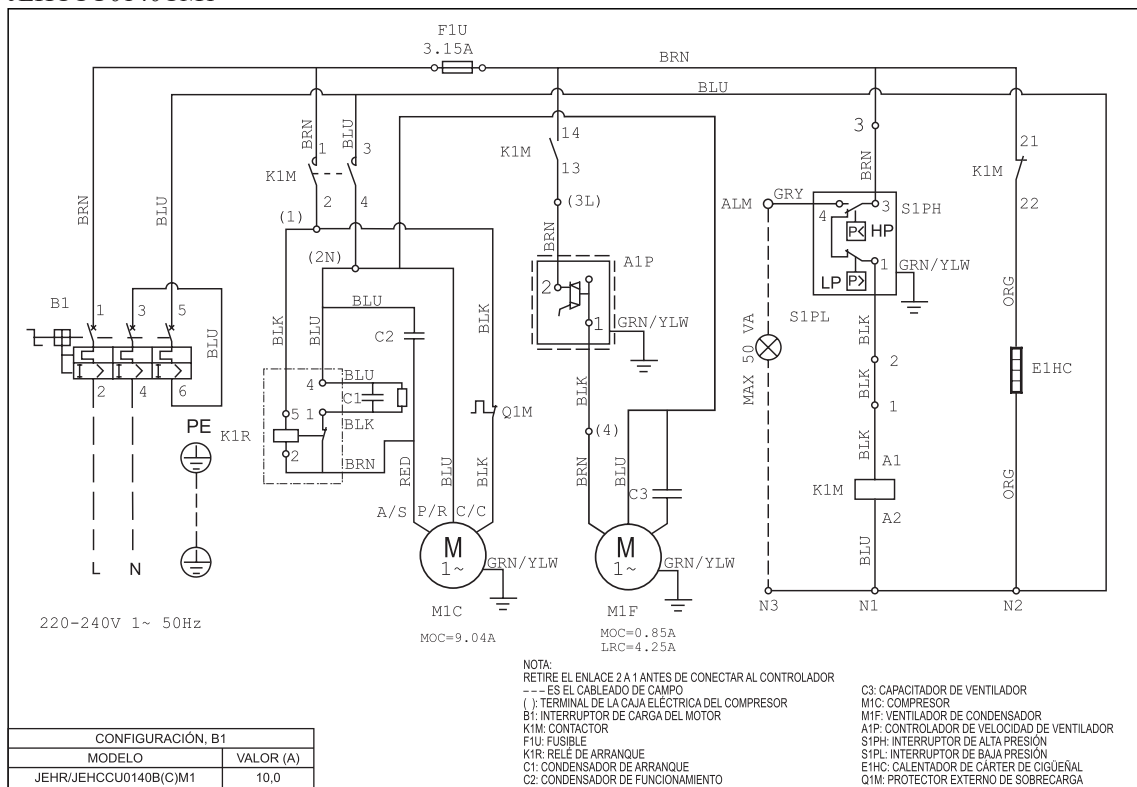 F1U
3.15A
BRN
BLU
BRN
BLU
1
3
K1M
2
4
(1)
(2N)
14
K1M
13
(3L)
BRN
A1P
2
1
GRN/YLW
3
BRN
ALM
GRY
4
3
S1PH
P<
HP
LP
P>
1
GRN/YLW
S1PL
21
K1M
22
ORG
E1HC
ORG
BRN
BLU
B1
1
3
5
BLU
2
4
6
PE
L
N
220-240V 1~ 50Hz
BLK
BLU
BLU
C2
BLK
K1R
4
BLU
C1
5
1
BLK
2
BRN
Q1M
RED
BLU
BLK
A/S
P/R
C/C
M
1~
GRN/YLW
M1C
MOC=9.04A
BLK
(4)
BRN
BLU
C3
M
1~
GRN/YLW
M1F
MOC=0.85A
LRC=4.25A
MAX 50 VA
BLK
2
BLK
1
BLK
A1
K1M
A2
BLU
N3
N1
N2
NOTA:
RETIRE EL ENLACE 2 A 1 ANTES DE CONECTAR AL CONTROLADOR
--- ES EL CABLEADO DE CAMPO
( ): TERMINAL DE LA CAJA ELÉCTRICA DEL COMPRESOR
B1: INTERRUPTOR DE CARGA DEL MOTOR
K1M: CONTACTOR
F1U: FUSIBLE
K1R: RELÉ DE ARRANQUE
C1: CONDENSADOR DE ARRANQUE
C2: CONDENSADOR DE FUNCIONAMIENTO
C3: CAPACITADOR DE VENTILADOR
M1C: COMPRESOR
M1F: VENTILADOR DE CONDENSADOR
A1P: CONTROLADOR DE VELOCIDAD DE VENTILADOR
S1PH: INTERRUPTOR DE ALTA PRESIÓN
S1PL: INTERRUPTOR DE BAJA PRESIÓN
E1HC: CALENTADOR DE CÁRTER DE CIGÜEÑAL
Q1M: PROTECTOR EXTERNO DE SOBRECARGA
CONFIGURACIÓN, B1
MODELO VALOR (A)
JEHR/JEHCCU0140B(C)M1 10,0